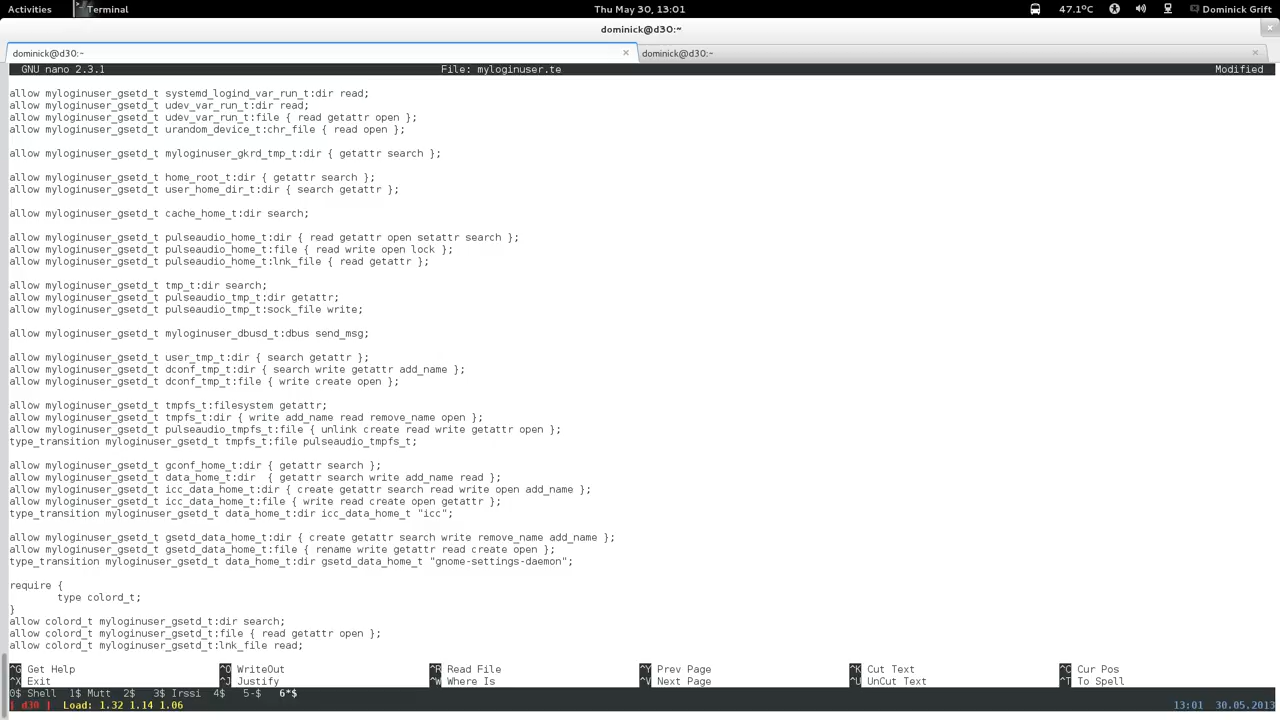 Activities Terminal Thu May 30, 13:01 47.1°C Dominick Grift
dominick@d30:~
dominick@d30:~ × dominick@d30:~ ×
GNU nano 2.3.1 File: myloginuser.te Modified
allow myloginuser_gsetd_t systemd_logind_var_run_t:dir read;
allow myloginuser_gsetd_t udev_var_run_t:dir read;
allow myloginuser_gsetd_t udev_var_run_t:file { read getattr open };
allow myloginuser_gsetd_t urandom_device_t:chr_file { read open };
allow myloginuser_gsetd_t myloginuser_gkrd_tmp_t:dir { getattr search };
allow myloginuser_gsetd_t home_root_t:dir { getattr search };
allow myloginuser_gsetd_t user_home_dir_t:dir { search getattr };
allow myloginuser_gsetd_t cache_home_t:dir search;
allow myloginuser_gsetd_t pulseaudio_home_t:dir { read getattr open setattr search };
allow myloginuser_gsetd_t pulseaudio_home_t:file { read write open lock };
allow myloginuser_gsetd_t pulseaudio_home_t:lnk_file { read getattr };
allow myloginuser_gsetd_t tmp_t:dir search;
allow myloginuser_gsetd_t pulseaudio_tmp_t:dir getattr;
allow myloginuser_gsetd_t pulseaudio_tmp_t:sock_file write;
allow myloginuser_gsetd_t myloginuser_dbusd_t:dbus send_msg;
allow myloginuser_gsetd_t user_tmp_t:dir { search getattr };
allow myloginuser_gsetd_t dconf_tmp_t:dir { search write getattr add_name };
allow myloginuser_gsetd_t dconf_tmp_t:file { write create open };
allow myloginuser_gsetd_t tmpfs_t:filesystem getattr;
allow myloginuser_gsetd_t tmpfs_t:dir { write add_name read remove_name open };
allow myloginuser_gsetd_t pulseaudio_tmpfs_t:file { unlink create read write getattr open };
type_transition myloginuser_gsetd_t tmpfs_t:file pulseaudio_tmpfs_t;
allow myloginuser_gsetd_t gconf_home_t:dir { getattr search };
allow myloginuser_gsetd_t data_home_t:dir  { getattr search write add_name read };
allow myloginuser_gsetd_t icc_data_home_t:dir { create getattr search read write open add_name };
allow myloginuser_gsetd_t icc_data_home_t:file { write read create open getattr };
type_transition myloginuser_gsetd_t data_home_t:dir icc_data_home_t "icc";
allow myloginuser_gsetd_t gsetd_data_home_t:dir { create getattr search write remove_name add_name };
allow myloginuser_gsetd_t gsetd_data_home_t:file { rename write getattr read create open };
type_transition myloginuser_gsetd_t data_home_t:dir gsetd_data_home_t "gnome-settings-daemon";
require {
type colord_t;
}
allow colord_t myloginuser_gsetd_t:dir search;
allow colord_t myloginuser_gsetd_t:file { read getattr open };
allow colord_t myloginuser_gsetd_t:lnk_file read;
^G Get Help ^O WriteOut ^R Read File ^Y Prev Page ^K Cut Text ^C Cur Pos
^X Exit ^J Justify ^W Where Is ^V Next Page ^U UnCut Text ^T To Spell
0$ Shell 1$ Mutt 2$ 3$ Irssi 4$ 5-$ 6*$
| d30 | Load: 1.32 1.14 1.06 13:01 30.05.2013